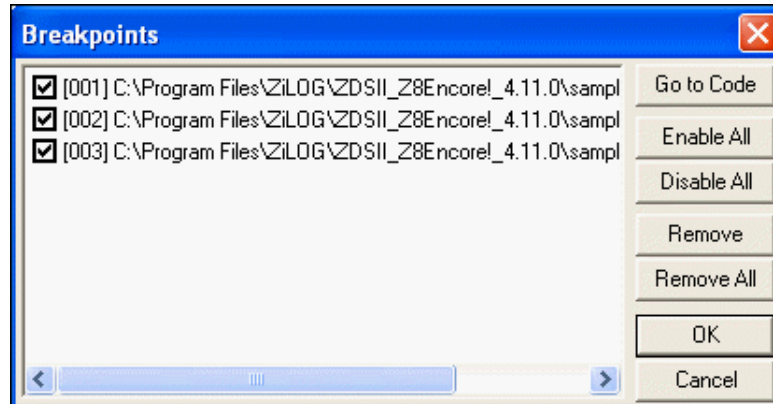 Breakpoints
[001] C:\Program Files\ZiLOG\ZDSII_Z8Encore!_4.11.0\sampl
[002] C:\Program Files\ZiLOG\ZDSII_Z8Encore!_4.11.0\sampl
[003] C:\Program Files\ZiLOG\ZDSII_Z8Encore!_4.11.0\sampl
Go to Code
Enable All
Disable All
Remove
Remove All
OK
Cancel